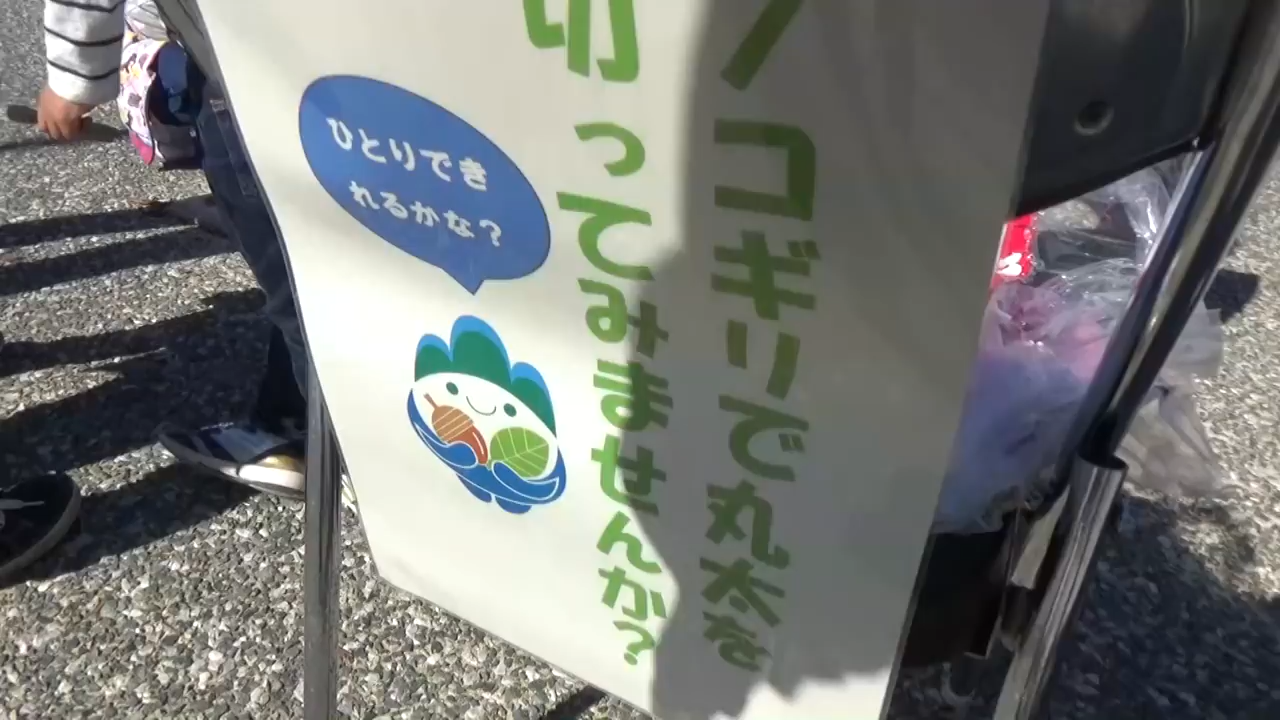 ノコギリで丸太を
切ってみませんか?
ひとりでき
れるかな?